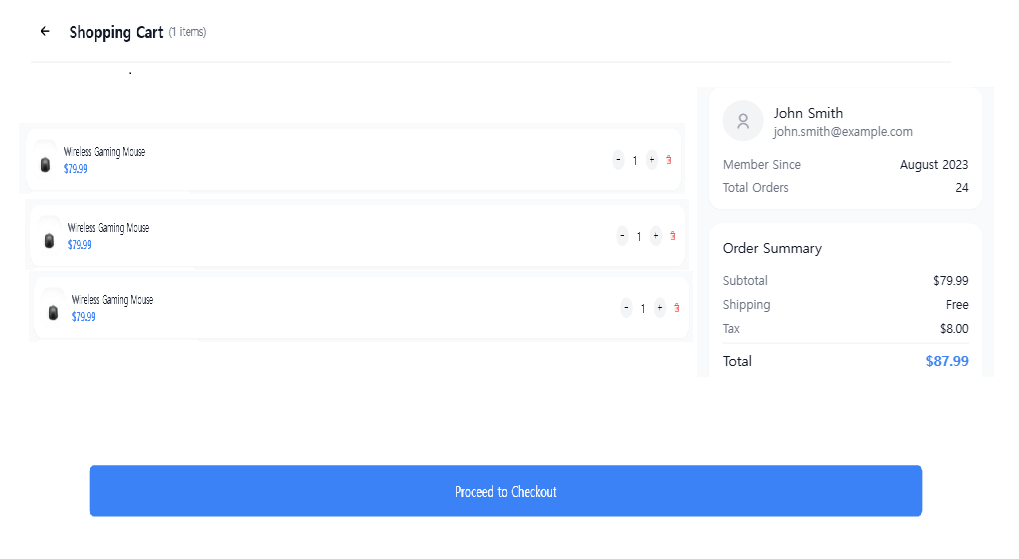 Shopping Cart (1 items)
Wireless Gaming Mouse
$79.99
- 1 +
Wireless Gaming Mouse
$79.99
- 1 +
Wireless Gaming Mouse
$79.99
- 1 +
John Smith
john.smith@example.com
Member Since August 2023
Total Orders 24
Order Summary
Subtotal $79.99
Shipping Free
Tax $8.00
Total $87.99
Proceed to Checkout